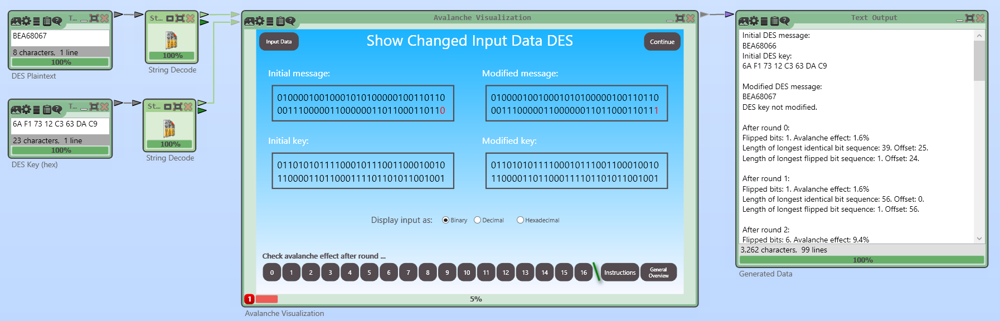 T...
BEA68067
8 characters, 1 line
100%
DES Plaintext
St...
100%
String Decode
T...
6A F1 73 12 C3 63 DA C9
23 characters, 1 line
100%
DES Key (hex)
St...
100%
String Decode
Avalanche Visualization
Input Data
Show Changed Input Data DES
Continue
Initial message:
01000010010001010100000100110110
00111000001100000011011000110110
Modified message:
01000010010001010100000100110110
00111000001100000011011000110111
Initial key:
01101010111100010111001100010010
11000011011000111101101011001001
Modified key:
01101010111100010111001100010010
11000011011000111101101011001001
Display input as: Binary Decimal Hexadecimal
Check avalanche effect after round ...
0 1 2 3 4 5 6 7 8 9 10 11 12 13 14 15 16 Instructions General Overview
1
5%
Avalanche Visualization
Text Output
Initial DES message:
BEA68066
Initial DES key:
6A F1 73 12 C3 63 DA C9
Modified DES message:
BEA68067
DES key not modified.
After round 0:
Flipped bits: 1. Avalanche effect: 1.6%
Length of longest identical bit sequence: 39. Offset: 25.
Length of longest flipped bit sequence: 1. Offset: 24.
After round 1:
Flipped bits: 1. Avalanche effect: 1.6%
Length of longest identical bit sequence: 56. Offset: 0.
Length of longest flipped bit sequence: 1. Offset: 56.
After round 2:
Flipped bits: 6. Avalanche effect: 9.4%
3,262 characters, 99 lines
100%
Generated Data